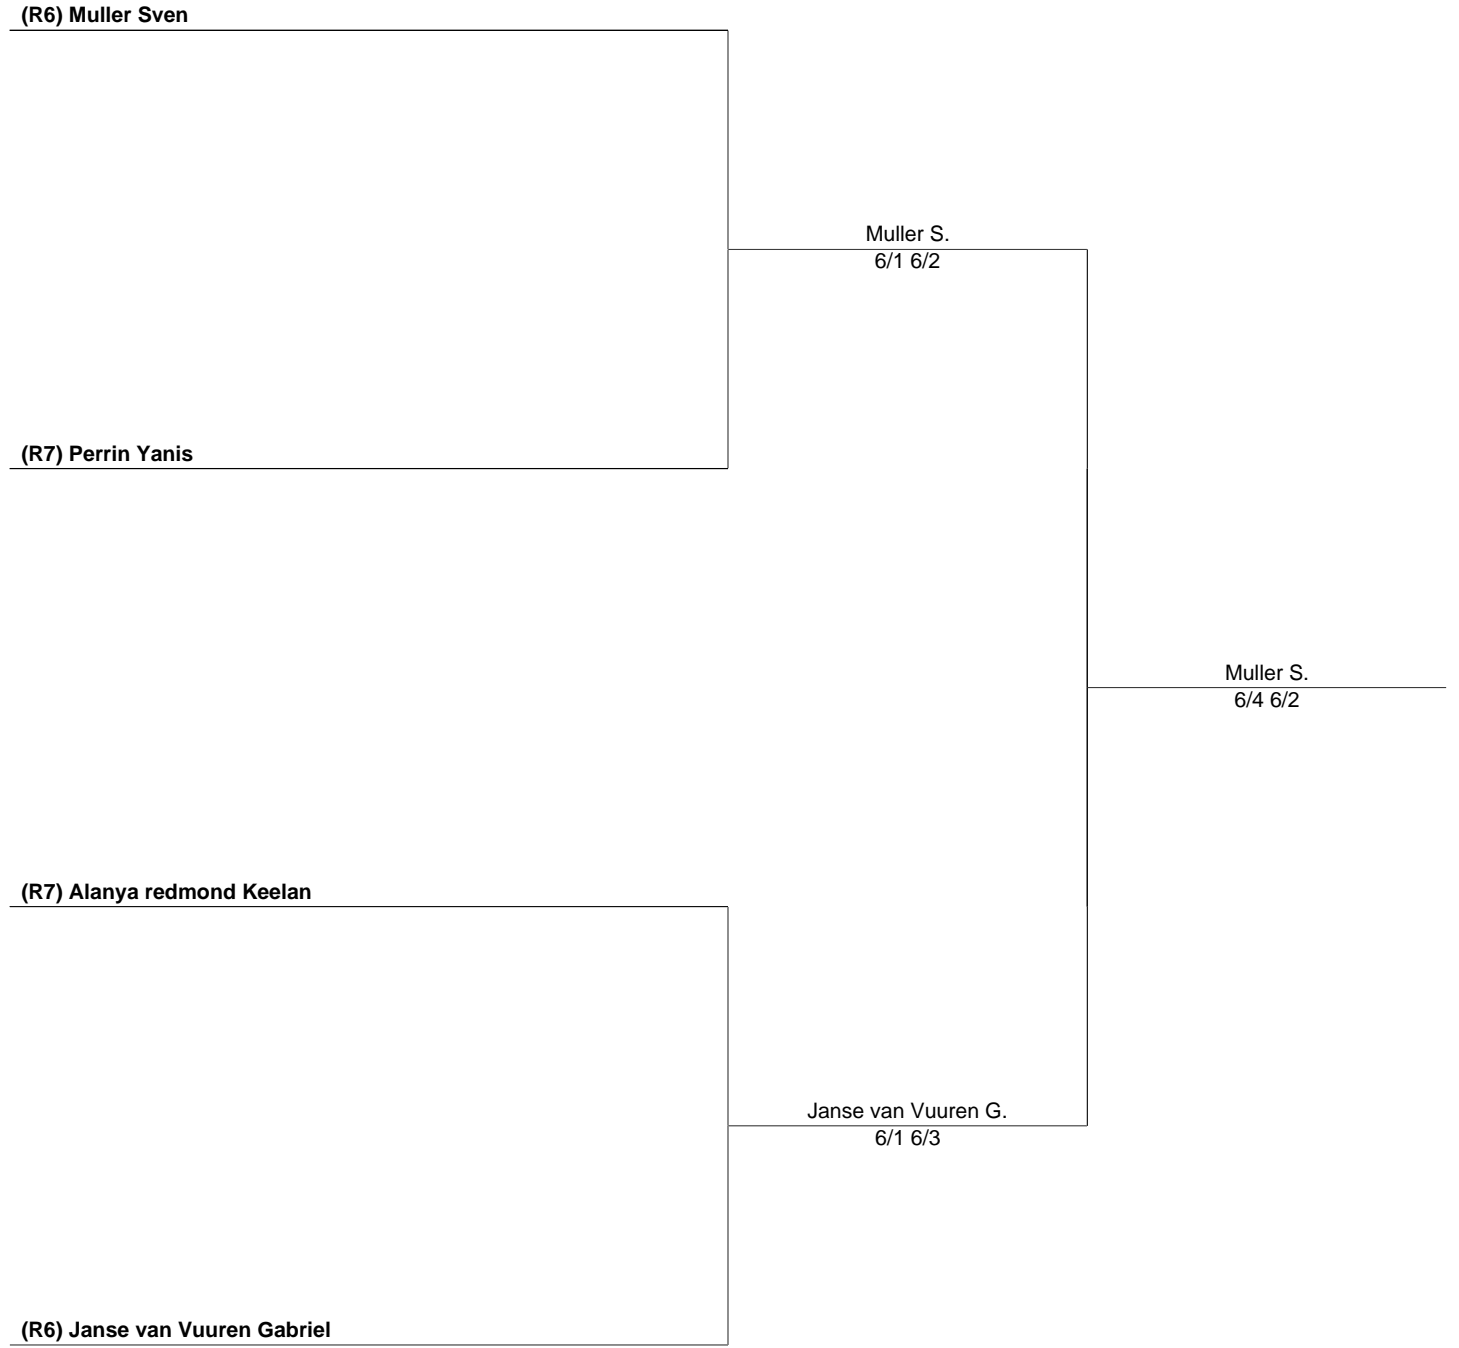 (R6) Muller Sven
Muller S.
6/1 6/2
(R7) Perrin Yanis
Muller S.
6/4 6/2
(R7) Alanya redmond Keelan
Janse van Vuuren G.
6/1 6/3
(R6) Janse van Vuuren Gabriel